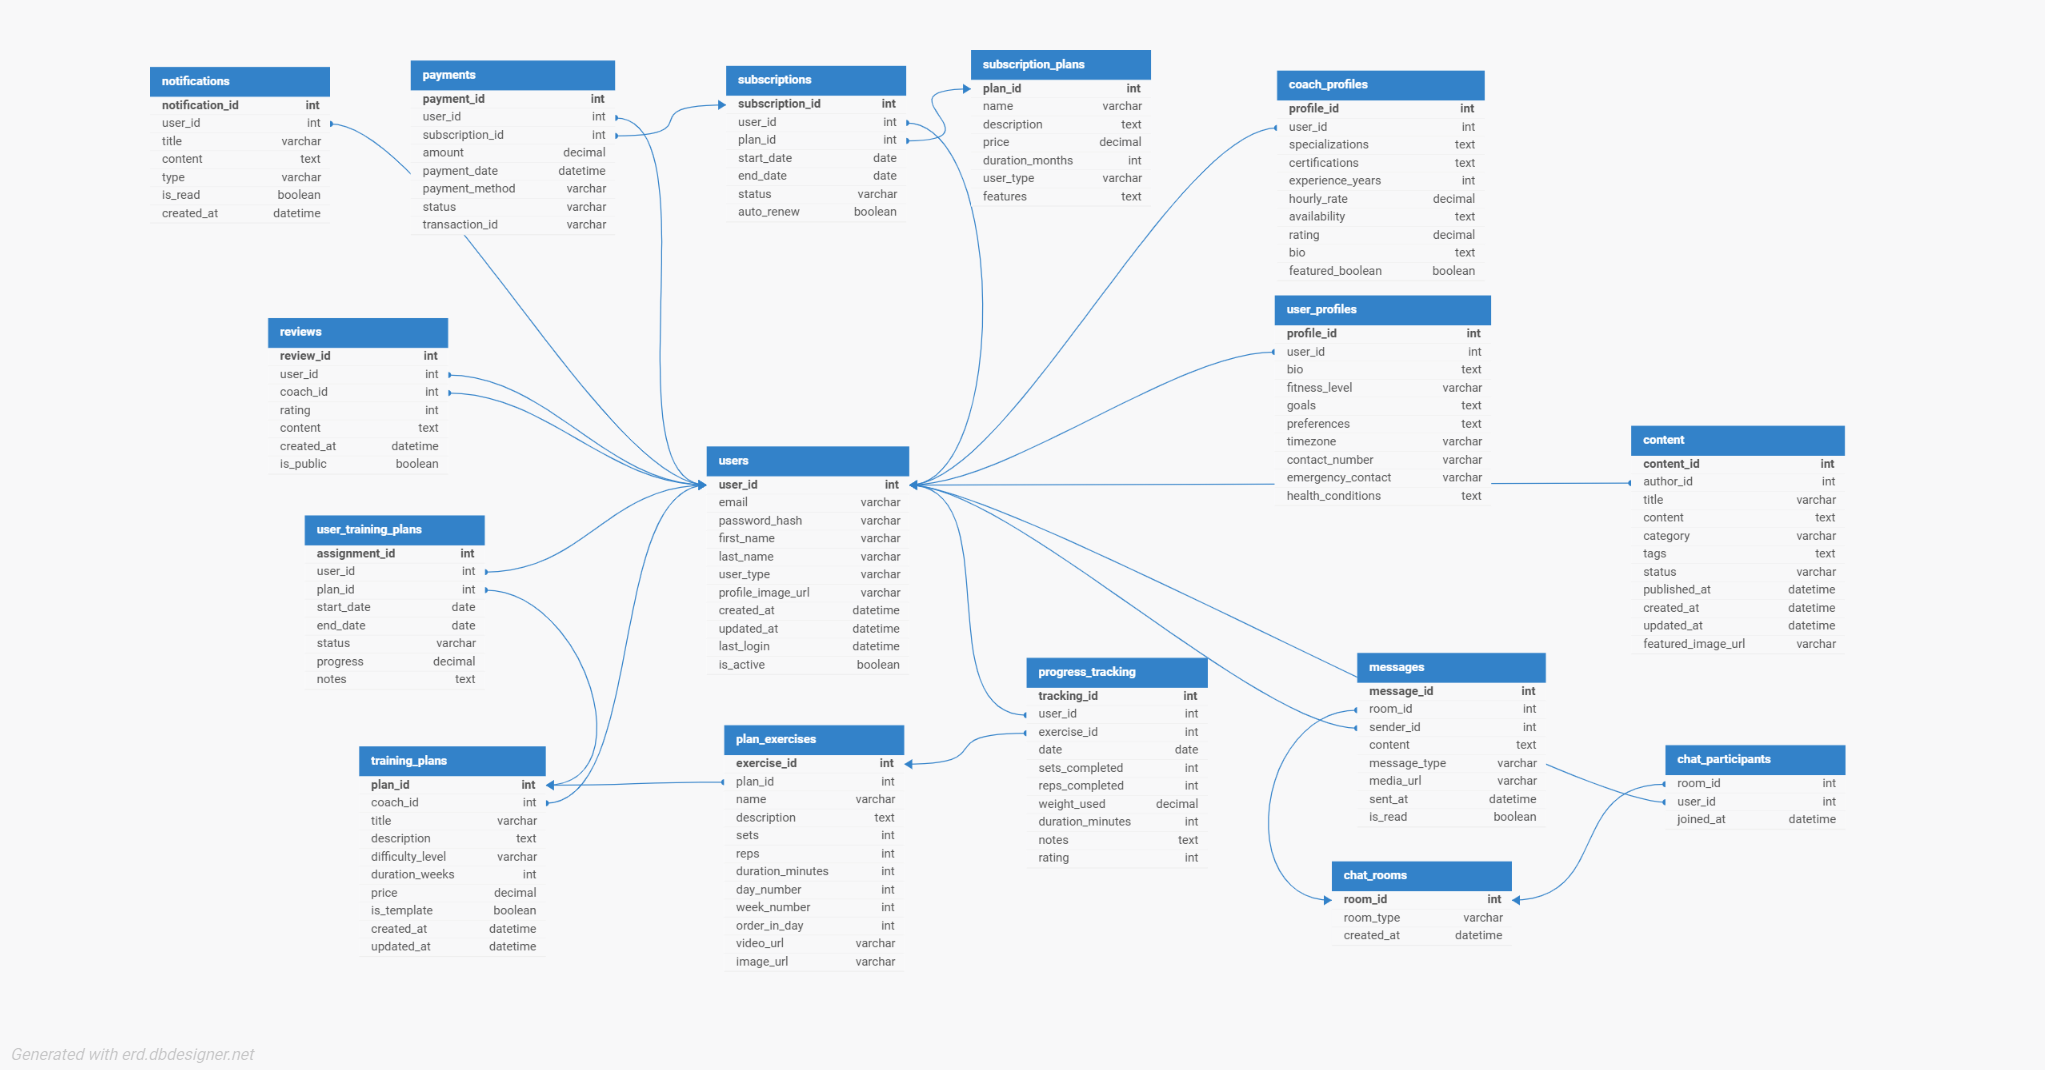 notifications
notification_id int
user_id int
title varchar
content text
type varchar
is_read boolean
created_at datetime
payments
payment_id int
user_id int
subscription_id int
amount decimal
payment_date datetime
payment_method varchar
status varchar
transaction_id varchar
subscriptions
subscription_id int
user_id int
plan_id int
start_date date
end_date date
status varchar
auto_renew boolean
subscription_plans
plan_id int
name varchar
description text
price decimal
duration_months int
user_type varchar
features text
coach_profiles
profile_id int
user_id int
specializations text
certifications text
experience_years int
hourly_rate decimal
availability text
rating decimal
bio text
featured_boolean boolean
reviews
review_id int
user_id int
coach_id int
rating int
content text
created_at datetime
is_public boolean
user_profiles
profile_id int
user_id int
bio text
fitness_level varchar
goals text
preferences text
timezone varchar
contact_number varchar
emergency_contact varchar
health_conditions text
users
user_id int
email varchar
password_hash varchar
first_name varchar
last_name varchar
user_type varchar
profile_image_url varchar
created_at datetime
updated_at datetime
last_login datetime
is_active boolean
content
content_id int
author_id int
title varchar
content text
category varchar
tags text
status varchar
published_at datetime
created_at datetime
updated_at datetime
featured_image_url varchar
user_training_plans
assignment_id int
user_id int
plan_id int
start_date date
end_date date
status varchar
progress decimal
notes text
progress_tracking
tracking_id int
user_id int
exercise_id int
date date
sets_completed int
reps_completed int
weight_used decimal
duration_minutes int
notes text
rating int
messages
message_id int
room_id int
sender_id int
content text
message_type varchar
media_url varchar
sent_at datetime
is_read boolean
training_plans
plan_id int
coach_id int
title varchar
description text
difficulty_level varchar
duration_weeks int
price decimal
is_template boolean
created_at datetime
updated_at datetime
plan_exercises
exercise_id int
plan_id int
name varchar
description text
sets int
reps int
duration_minutes int
day_number int
week_number int
order_in_day int
video_url varchar
image_url varchar
chat_participants
room_id int
user_id int
joined_at datetime
chat_rooms
room_id int
room_type varchar
created_at datetime
Generated with erd.dbdesigner.net